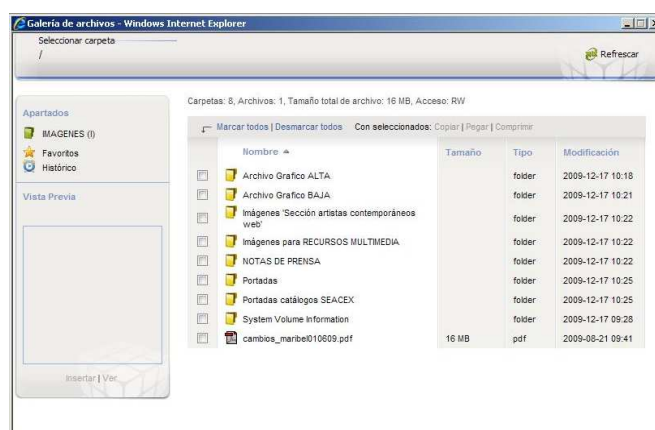 Galería de archivos - Windows Internet Explorer
Seleccionar carpeta
/
Refrescar
Carpetas: 8, Archivos: 1, Tamaño total de archivo: 16 MB, Acceso: RW
Apartados
IMAGENES (I)
Favoritos
Histórico
Vista Previa
Insertar | Ver
Marcar todos | Desmarcar todos Con seleccionados: Copiar | Pegar | Comprimir
Nombre Tamaño Tipo Modificación
Archivo Grafico ALTA folder 2009-12-17 10:18
Archivo Grafico BAJA folder 2009-12-17 10:21
Imágenes 'Sección artistas contemporáneos
web' folder 2009-12-17 10:22
Imágenes para RECURSOS MULTIMEDIA folder 2009-12-17 10:22
NOTAS DE PRENSA folder 2009-12-17 10:22
Portadas folder 2009-12-17 10:25
Portadas catálogos SEACEX folder 2009-12-17 10:25
System Volume Information folder 2009-12-17 09:28
cambios_maribel010609.pdf 16 MB pdf 2009-08-21 09:41